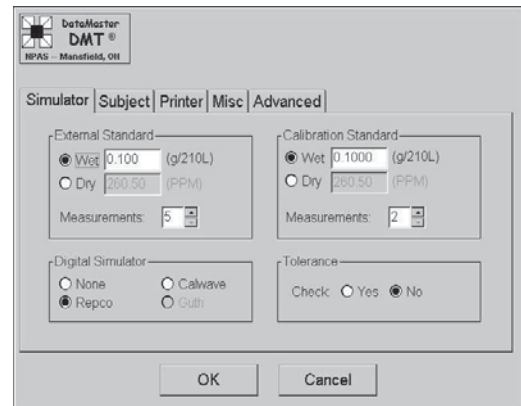 DataMaster
DMT ®
NPAS -- Mansfield, OH
Simulator Subject Printer Misc Advanced
External Standard
Wet 0.100 (g/210L)
Dry 260.50 (PPM)
Measurements: 5
Calibration Standard
Wet 0.1000 (g/210L)
Dry 260.50 (PPM)
Measurements: 2
Digital Simulator
None Calwave
Repco Guth
Tolerance
Check: Yes No
OK Cancel